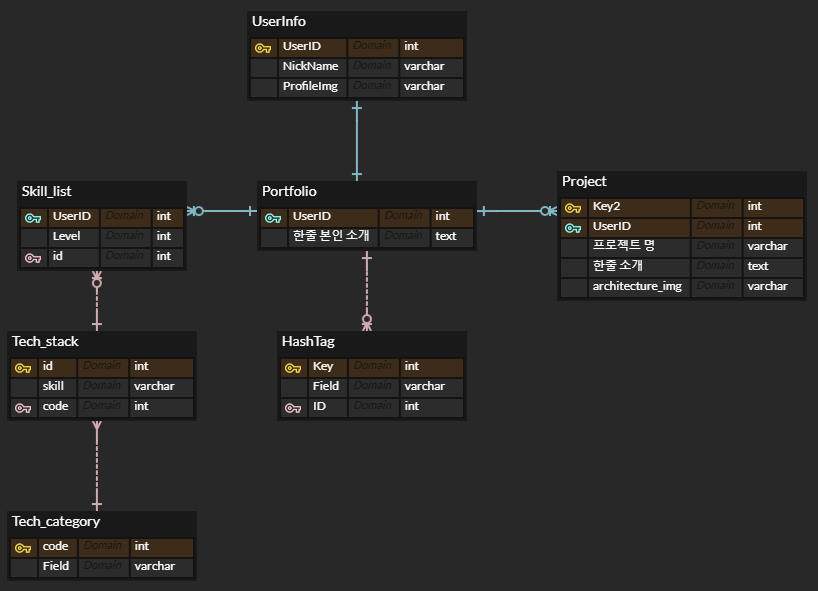 UserInfo
UserID Domain int
NickName Domain varchar
ProfileImg Domain varchar
Skill_list
UserID Domain int
Level Domain int
id Domain int
Portfolio
UserID Domain int
한줄 본인 소개 Domain text
Project
Key2 Domain int
UserID Domain int
프로젝트 명 Domain varchar
한줄 소개 Domain text
architecture_img Domain varchar
Tech_stack
id Domain int
skill Domain varchar
code Domain int
HashTag
Key Domain int
Field Domain varchar
ID Domain int
Tech_category
code Domain int
Field Domain varchar